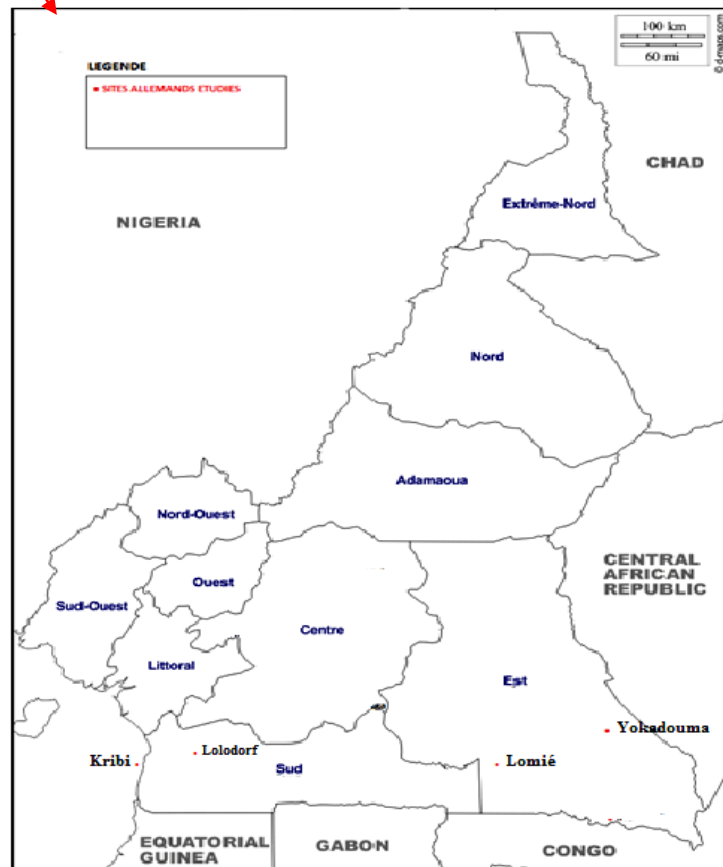 100 km
60 mi
© d-maps.com
LEGENDE
SITES ALLEMANDS ETUDIES
CHAD
Extrême-Nord
NIGERIA
Nord
Adamaoua
Nord-Ouest
CENTRAL
AFRICAN
REPUBLIC
Ouest
Sud-Ouest
Centre
Littoral
Est
Yokadouma
Lolodorf
Kribi
Lomié
Sud
EQUATORIAL
GUINEA
GABON
CONGO